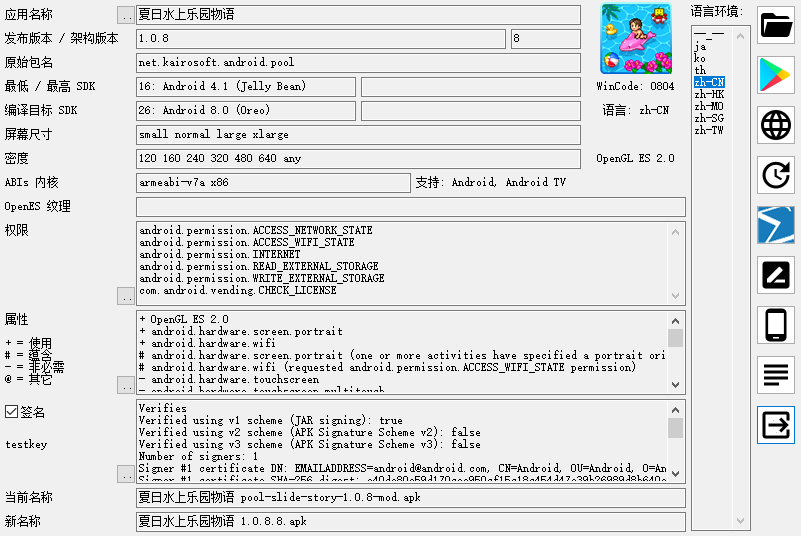 应用名称 .. 夏日水上乐园物语
发布版本 / 架构版本 1.0.8 8
原始包名 net.kairosoft.android.pool
最低 / 最高 SDK 16: Android 4.1 (Jelly Bean)
编译目标 SDK 26: Android 8.0 (Oreo)
屏幕尺寸 small normal large xlarge
密度 120 160 240 320 480 640 any
ABIs 内核 armeabi-v7a x86 支持: Android, Android TV
OpenES 纹理
权限
android.permission.ACCESS_NETWORK_STATE
android.permission.ACCESS_WIFI_STATE
android.permission.INTERNET
android.permission.READ_EXTERNAL_STORAGE
android.permission.WRITE_EXTERNAL_STORAGE
com.android.vending.CHECK_LICENSE
..
属性
+ = 使用
# = 蕴含
- = 非必需
@ = 其它
+ OpenGL ES 2.0
+ android.hardware.screen.portrait
+ android.hardware.wifi
# android.hardware.screen.portrait (one or more activities have specified a portrait ori
# android.hardware.wifi (requested android.permission.ACCESS_WIFI_STATE permission)
- android.hardware.touchscreen
- android.hardware.touchscreen.multitouch
..
签名
testkey
Verifies
Verified using v1 scheme (JAR signing): true
Verified using v2 scheme (APK Signature Scheme v2): false
Verified using v3 scheme (APK Signature Scheme v3): false
Number of signers: 1
Signer #1 certificate DN: EMAILADDRESS=android@android.com, CN=Android, OU=Android, O=An
Signer #1 certificate SHA-256 digest:
..
当前名称 夏日水上乐园物语 pool-slide-story-1.0.8-mod.apk
新名称 夏日水上乐园物语 1.0.8.8.apk
WinCode: 0804
语言: zh-CN
OpenGL ES 2.0
语言环境:
--_--
ja
ko
th
zh-CN
zh-HK
zh-MO
zh-SG
zh-TW